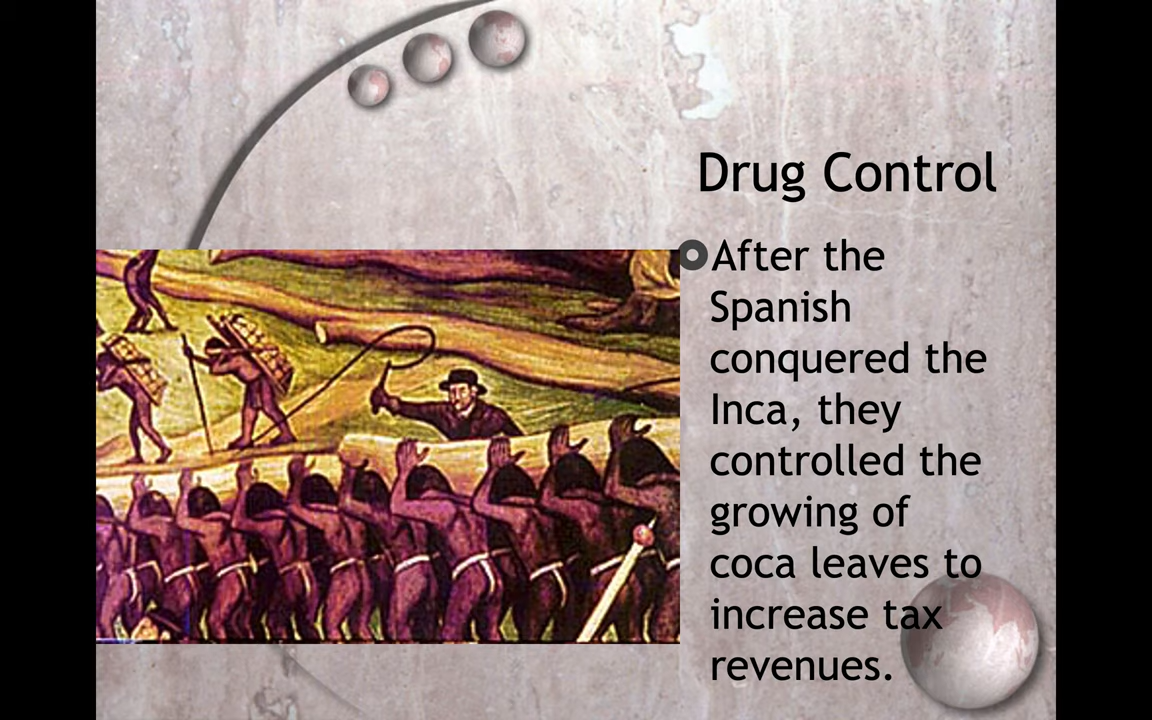 Drug Control
After the
Spanish
conquered the
Inca, they
controlled the
growing of
coca leaves to
increase tax
revenues.